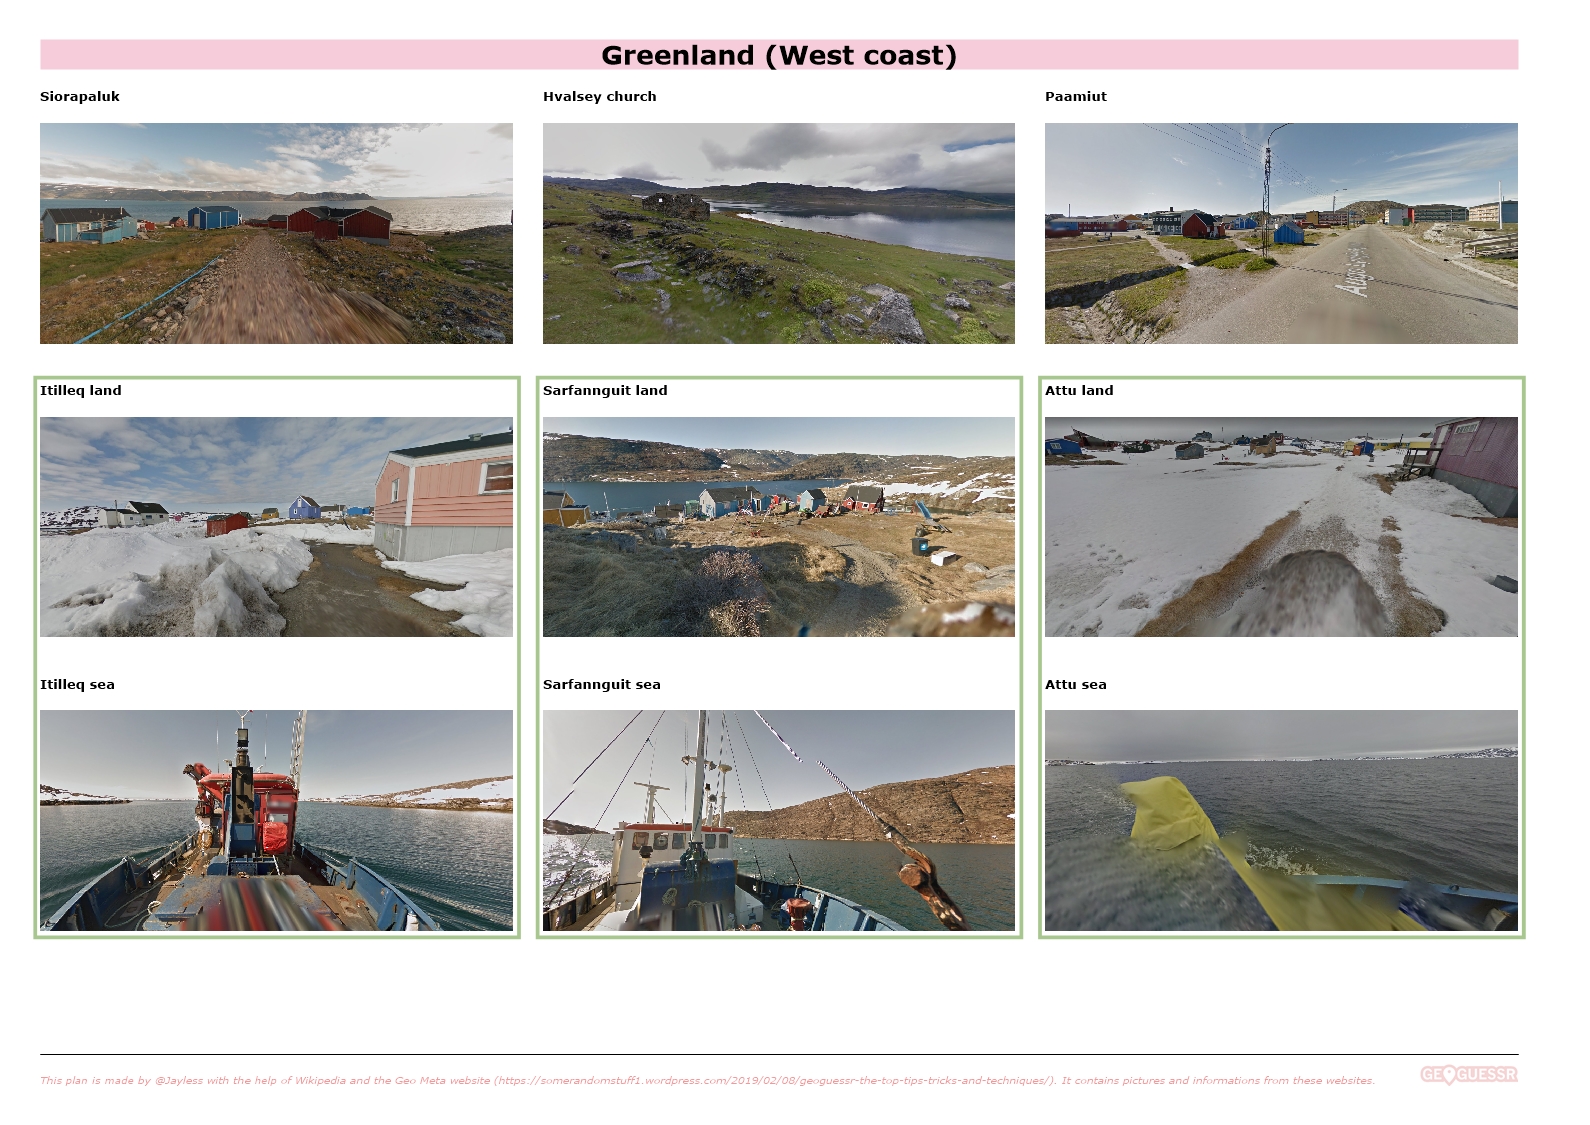 Greenland (West coast)
Siorapaluk
Hvalsey church
Paamiut
Itilleq land
Sarfannguit land
Attu land
Itilleq sea
Sarfannguit sea
Attu sea
This plan is made by @Jayless with the help of Wikipedia and the Geo Meta website (https://somerandomstuff1.wordpress.com/2019/02/08/geoguessr-the-top-tips-tricks-and-techniques/). It contains pictures and informations from these websites.
GEOGUESSR